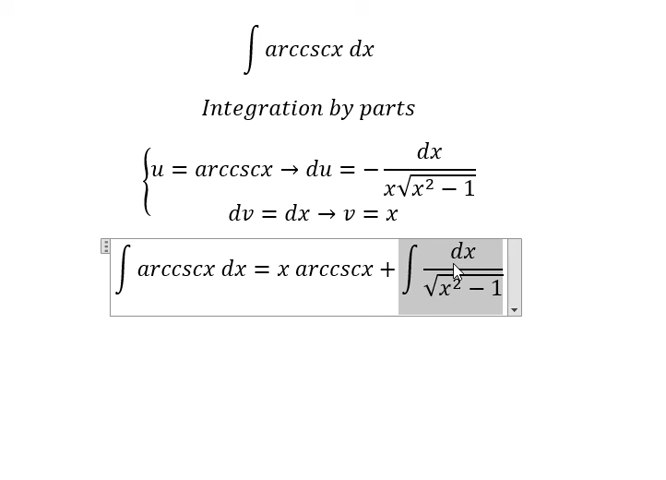 ∫ arccscx dx
Integration by parts
{ u = arccscx → du = − dx / x√(x² − 1)
dv = dx → v = x
∫ arccscx dx = x arccscx + ∫ dx / √(x² − 1)